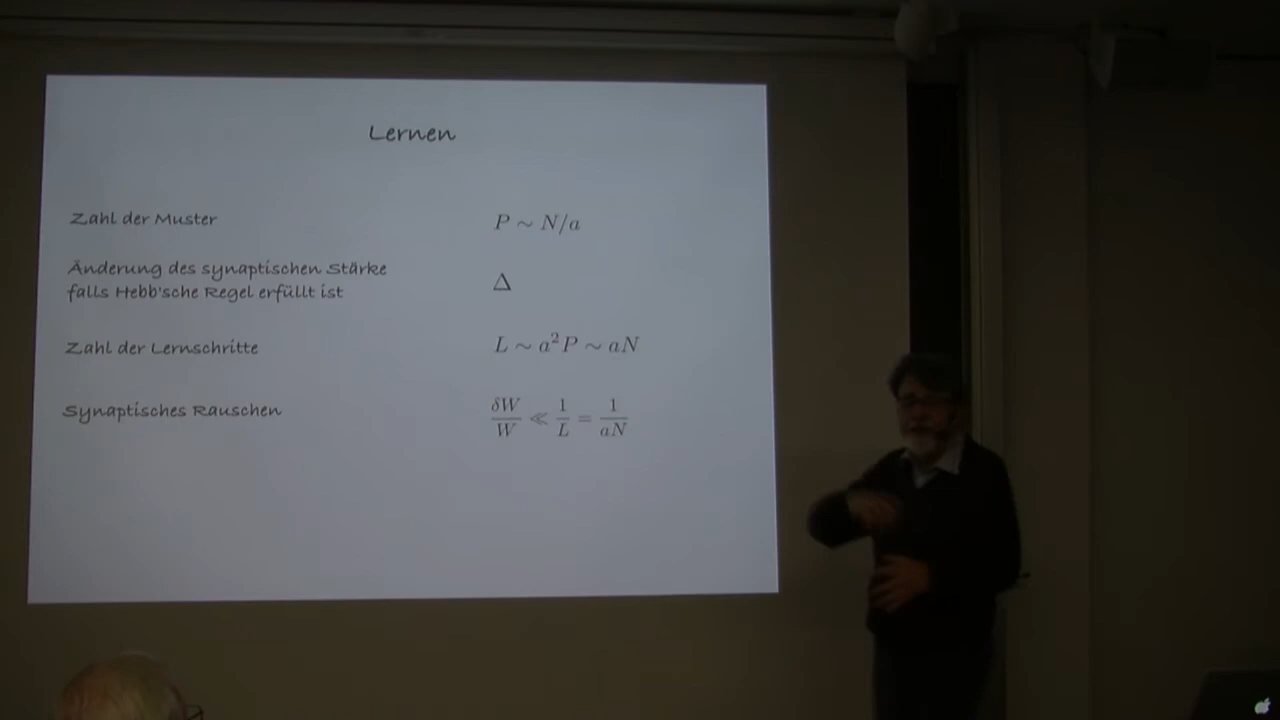 Lernen
Zahl der Muster
P ∼ N/a
Änderung des synaptischen Stärke
falls Hebb'sche Regel erfüllt ist
Δ
Zahl der Lernschritte
L ∼ a²P ∼ aN
Synaptisches Rauschen
δW/W ≪ 1/L = 1/aN